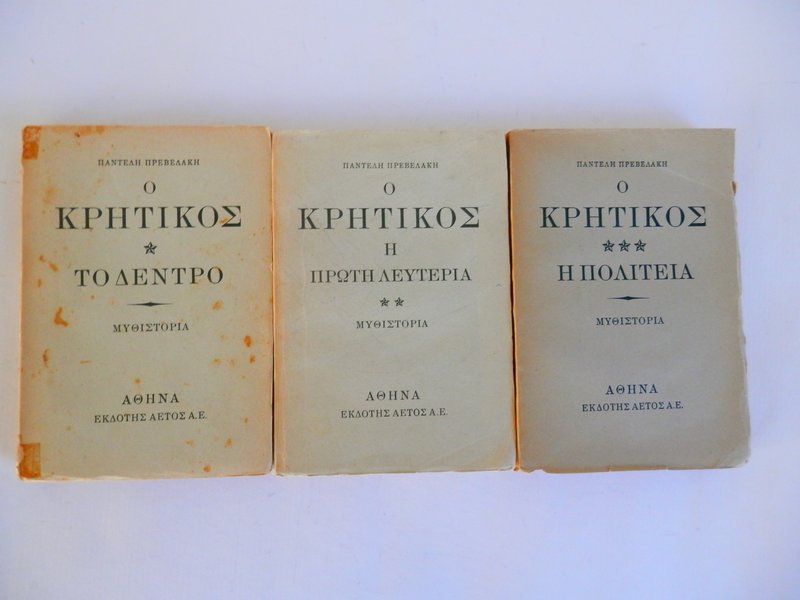 ΠΑΝΤΕΛΗ ΠΡΕΒΕΛΑΚΗ
Ο
ΚΡΗΤΙΚΟΣ
*
ΤΟ ΔΕΝΤΡΟ
ΜΥΘΙΣΤΟΡΙΑ
ΑΘΗΝΑ
ΕΚΔΟΤΗΣ ΑΕΤΟΣ Α.Ε.
ΠΑΝΤΕΛΗ ΠΡΕΒΕΛΑΚΗ
Ο
ΚΡΗΤΙΚΟΣ
Η
ΠΡΩΤΗ ΛΕΥΤΕΡΙΑ
* *
ΜΥΘΙΣΤΟΡΙΑ
ΑΘΗΝΑ
ΕΚΔΟΤΗΣ ΑΕΤΟΣ Α.Ε.
ΠΑΝΤΕΛΗ ΠΡΕΒΕΛΑΚΗ
Ο
ΚΡΗΤΙΚΟΣ
***
Η ΠΟΛΙΤΕΙΑ
ΜΥΘΙΣΤΟΡΙΑ
ΑΘΗΝΑ
ΕΚΔΟΤΗΣ ΑΕΤΟΣ Α.Ε.